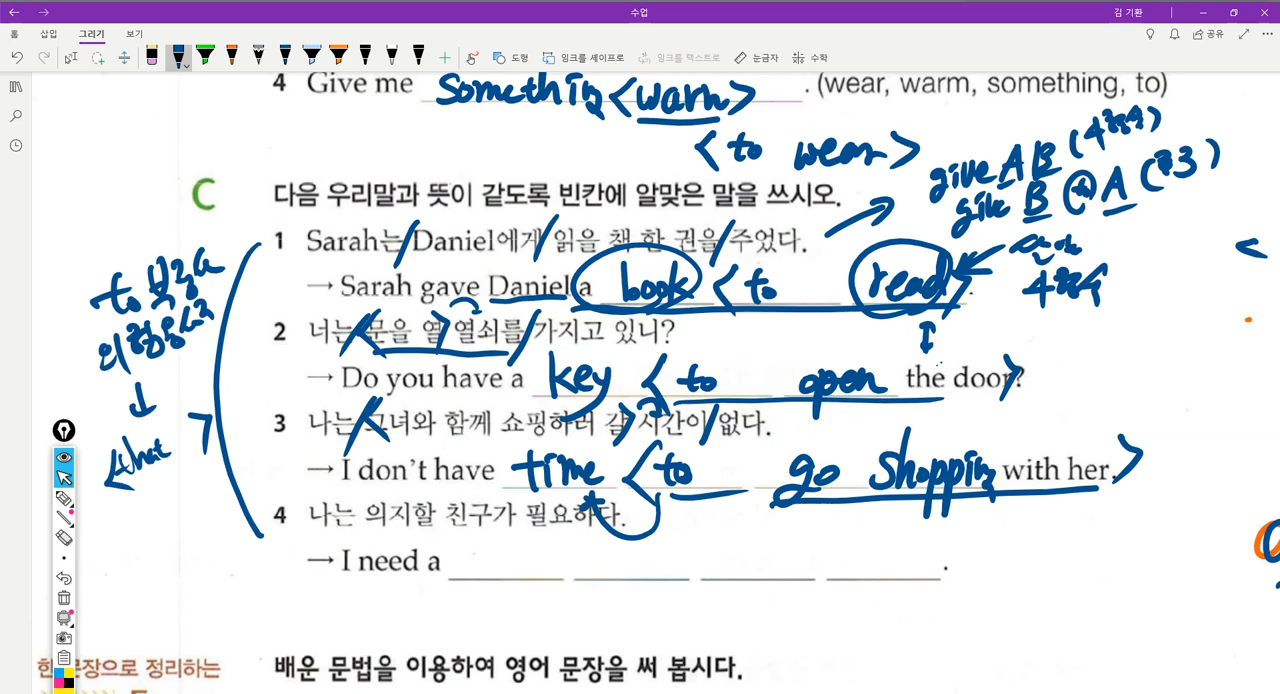 수업
김 기환
홈 삽입 그리기 보기
공유
도형 잉크를 셰이프로 잉크를 텍스트로 눈금자 수학
4 Give me something <warm> . (wear, warm, something, to)
<to wear>
give A B (4형식)
give B A (3)
C 다음 우리말과 뜻이 같도록 빈칸에 알맞은 말을 쓰시오.
1 Sarah는 / Daniel에게 / 읽을 책 한 권을 / 주었다.
→ Sarah gave Daniel a book <to read> .
4형식
to 부정사
의 형용사
↓
<that
2 너는 <문을 열> 열쇠를 / 가지고 있니?
→ Do you have a key <to open the door>?
3 나는 <그녀와 함께 쇼핑하러 갈> 시간이 / 없다.
→ I don't have time <to go shopping with her.>
4 나는 의지할 친구가 필요하다.
→ I need a .
한 문장으로 정리하는
배운 문법을 이용하여 영어 문장을 써 봅시다.